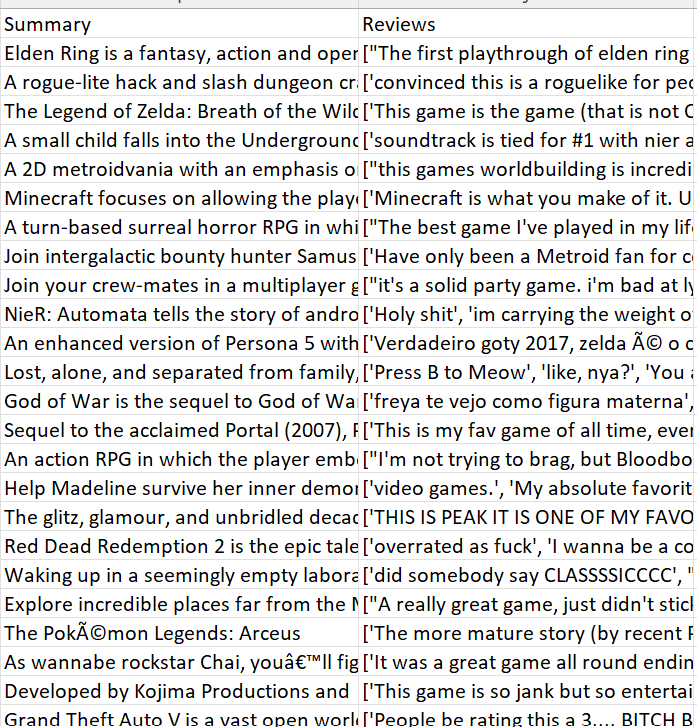 Summary Reviews
Elden Ring is a fantasy, action and oper ["The first playthrough of elden ring
A rogue-lite hack and slash dungeon cr ['convinced this is a roguelike for peo
The Legend of Zelda: Breath of the Wild ['This game is the game (that is not C
A small child falls into the Underground ['soundtrack is tied for #1 with nier a
A 2D metroidvania with an emphasis o ["this games worldbuilding is incredi
Minecraft focuses on allowing the playe ['Minecraft is what you make of it. U
A turn-based surreal horror RPG in whi ["The best game I've played in my lif
Join intergalactic bounty hunter Samus ['Have only been a Metroid fan for c
Join your crew-mates in a multiplayer g ["it's a solid party game. i'm bad at ly
NieR: Automata tells the story of andro ['Holy shit', 'im carrying the weight o
An enhanced version of Persona 5 with ['Verdadeiro goty 2017, zelda Ã© o c
Lost, alone, and separated from family, ['Press B to Meow', 'like, nya?', 'You a
God of War is the sequel to God of Wa ['freya te vejo como figura materna',
Sequel to the acclaimed Portal (2007), P ['This is my fav game of all time, ever
An action RPG in which the player emb ["I'm not trying to brag, but Bloodbo
Help Madeline survive her inner demon ['video games.', 'My absolute favorit
The glitz, glamour, and unbridled decad ['THIS IS PEAK IT IS ONE OF MY FAVO
Red Dead Redemption 2 is the epic tale ['overrated as fuck', 'I wanna be a co
Waking up in a seemingly empty labora ['did somebody say CLASSSSICCCC', "
Explore incredible places far from the M ["A really great game, just didn't stick
The PokÃ©mon Legends: Arceus ['The more mature story (by recent P
As wannabe rockstar Chai, youâ€™ll fig ['It was a great game all round endin
Developed by Kojima Productions and ['This game is so jank but so entertai
Grand Theft Auto V is a vast open world ['People be rating this a 3.... BITCH B